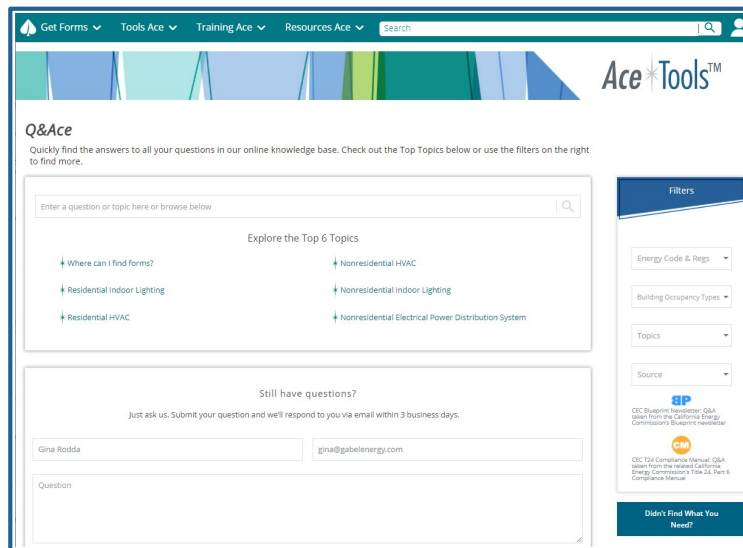 Get Forms Tools Ace Training Ace Resources Ace Search
Ace Tools™
Q&Ace
Quickly find the answers to all your questions in our online knowledge base. Check out the Top Topics below or use the filters on the right
to find more.
Enter a question or topic here or browse below
Explore the Top 6 Topics
Where can I find forms?
Nonresidential HVAC
Residential Indoor Lighting
Nonresidential Indoor Lighting
Residential HVAC
Nonresidential Electrical Power Distribution System
Still have questions?
Just ask us. Submit your question and we'll respond to you via email within 3 business days.
Gina Rodda
gina@gabelenergy.com
Question
Filters
Energy Code & Regs
Building Occupancy Types
Topics
Source
BP
CEC Blueprint Newsletter: Q&A
taken from the California Energy
Commission's Blueprint newsletter
CM
CEC T24 Compliance Manual: Q&A
taken from the related California
Energy Commission's Title 24, Part 6
Compliance Manual
Didn't Find What You
Need?